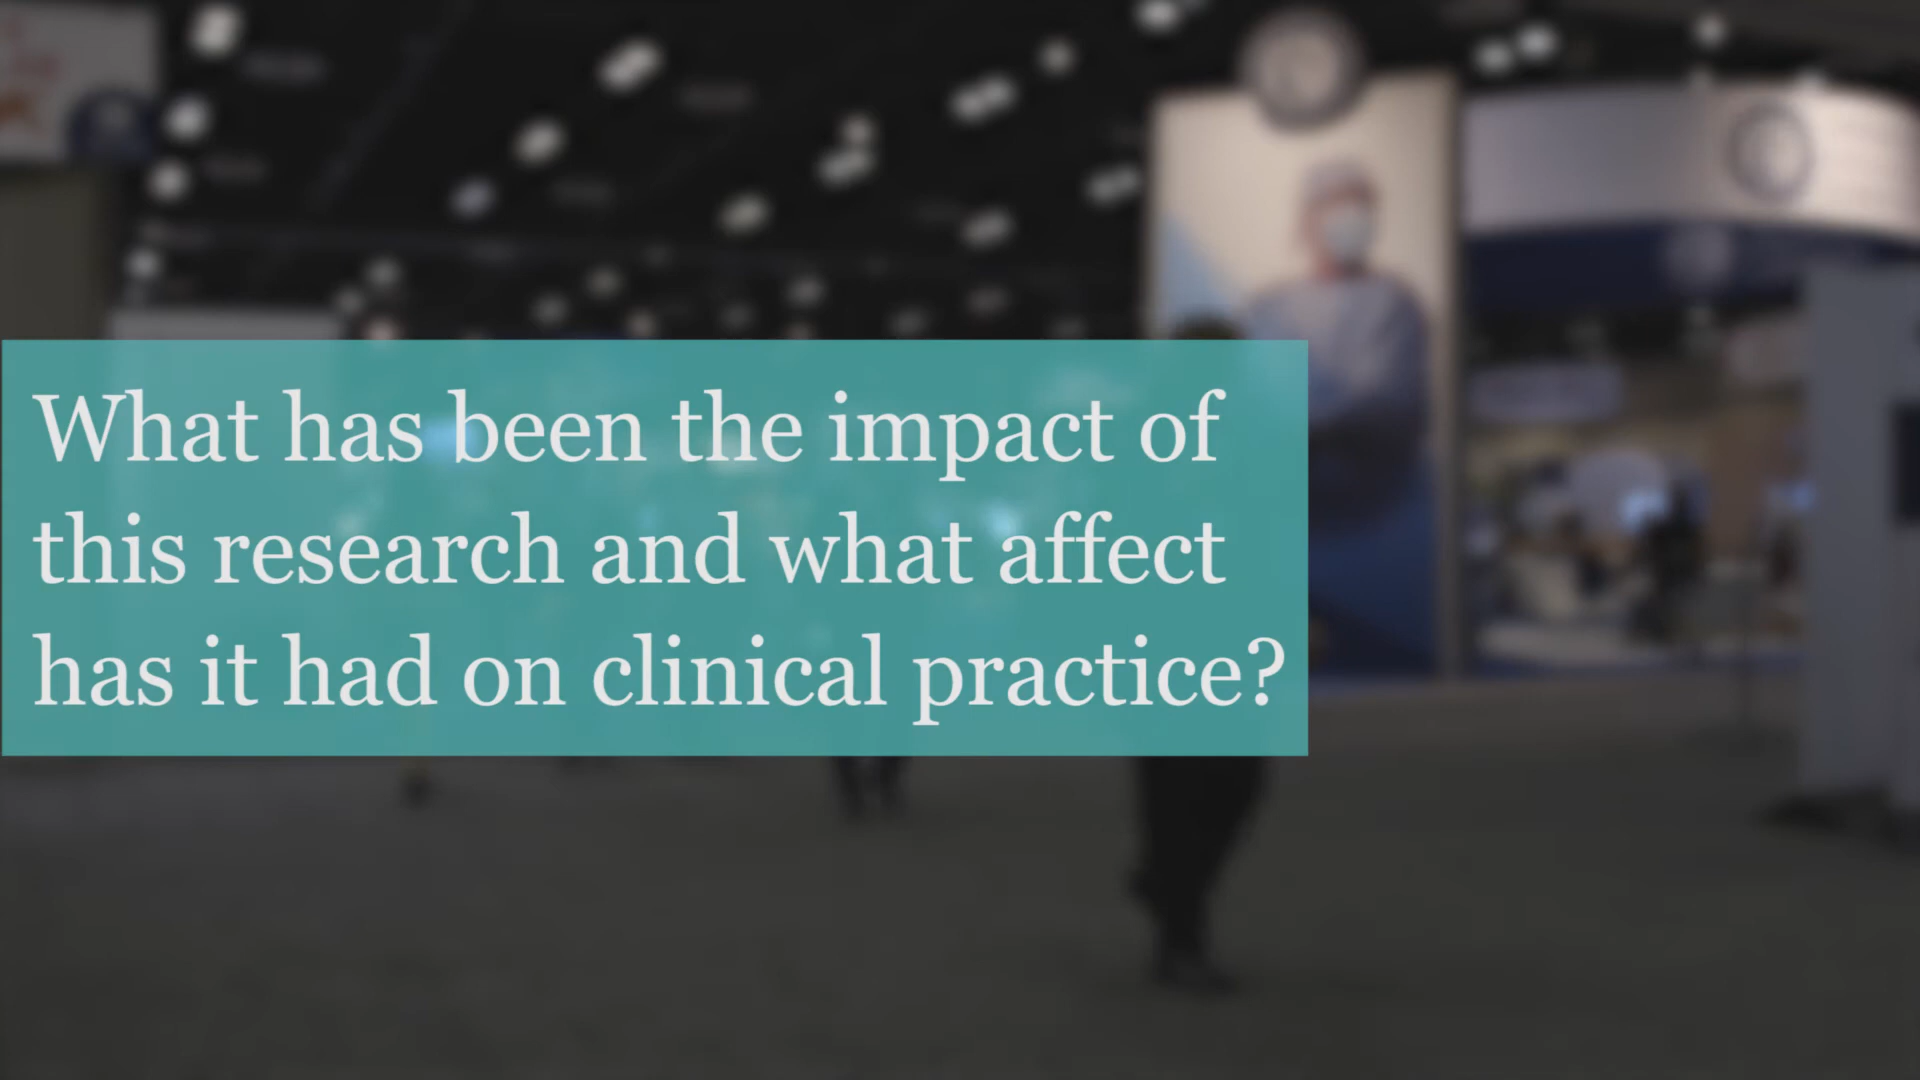 What has been the impact of
this research and what affect
has it had on clinical practice?